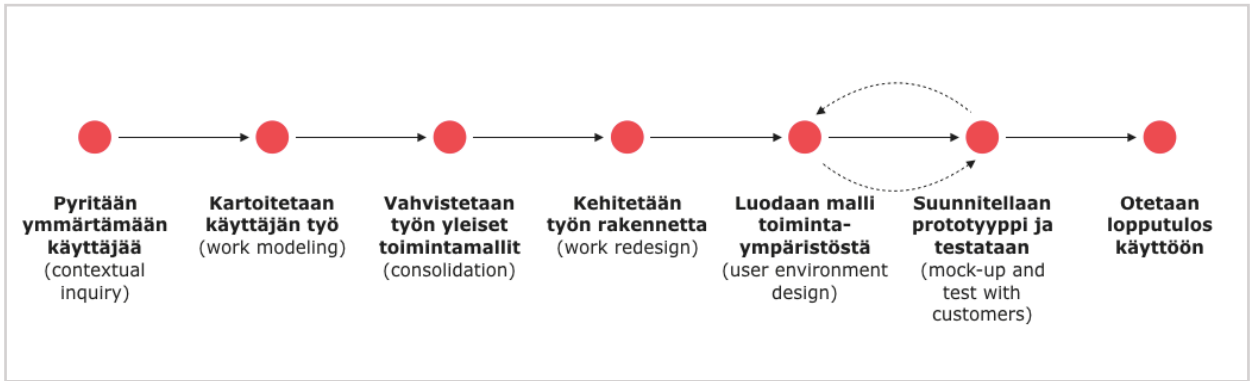 Pyritään
ymmärtämään
käyttäjää
(contextual
inquiry)
Kartoitetaan
käyttäjän työ
(work modeling)
Vahvistetaan
työn yleiset
toimintamallit
(consolidation)
Kehitetään
työn rakennetta
(work redesign)
Luodaan malli
toiminta-
ympäristöstä
(user environment
design)
Suunnitellaan
prototyyppi ja
testataan
(mock-up and
test with
customers)
Otetaan
lopputulos
käyttöön